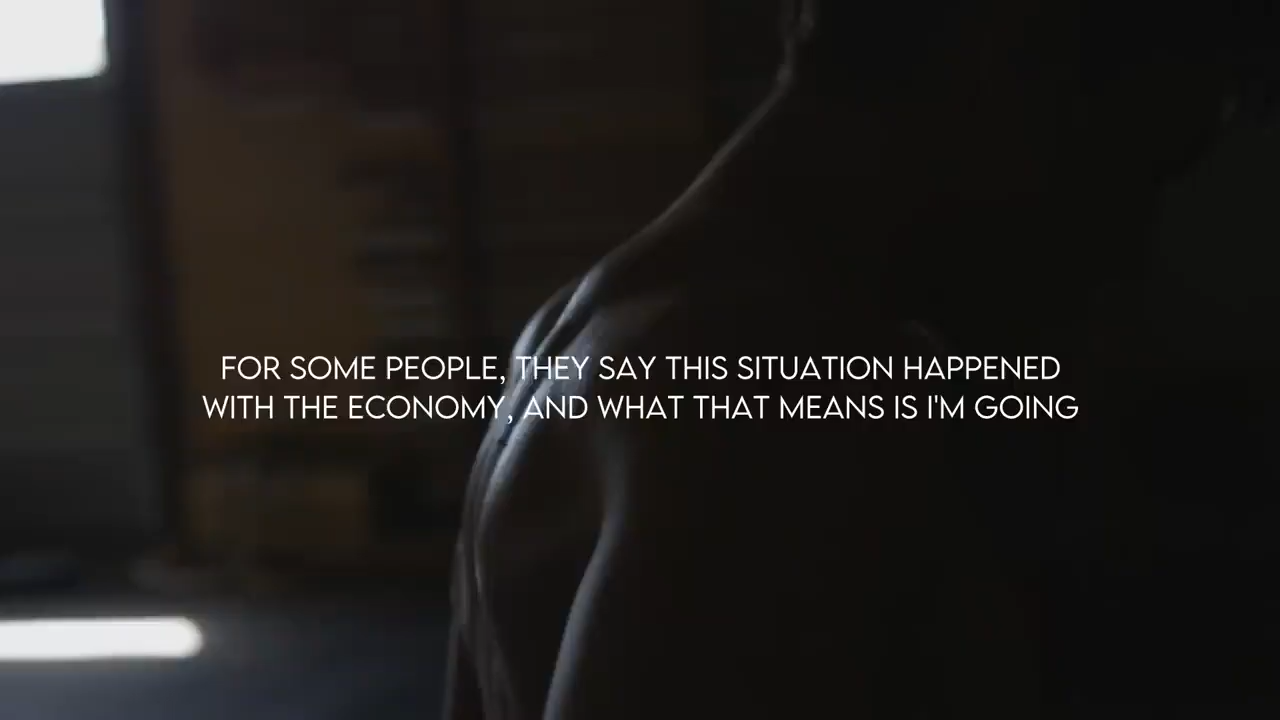 FOR SOME PEOPLE, THEY SAY THIS SITUATION HAPPENED
WITH THE ECONOMY, AND WHAT THAT MEANS IS I'M GOING